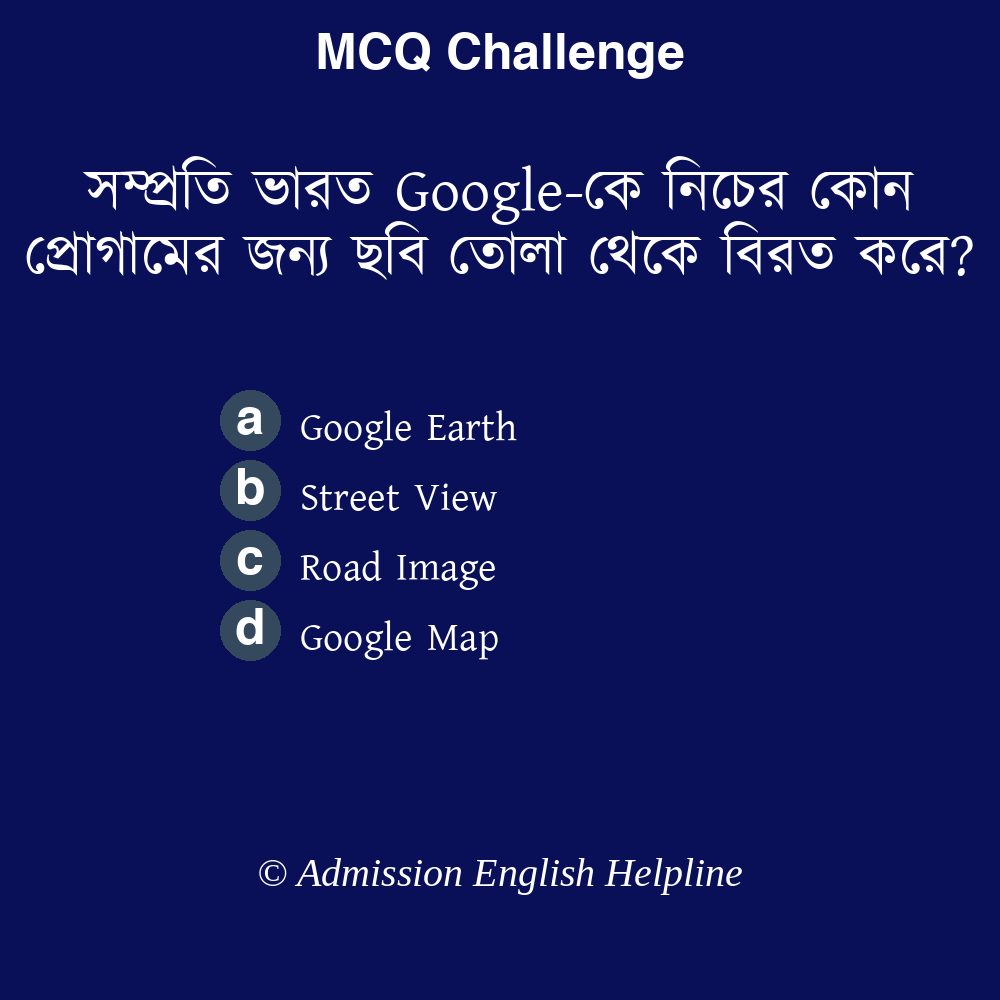 MCQ Challenge
সম্প্রতি ভারত Google-কে নিচের কোন
প্রোগামের জন্য ছবি তোলা থেকে বিরত করে?
a Google Earth
b Street View
c Road Image
d Google Map
© Admission English Helpline